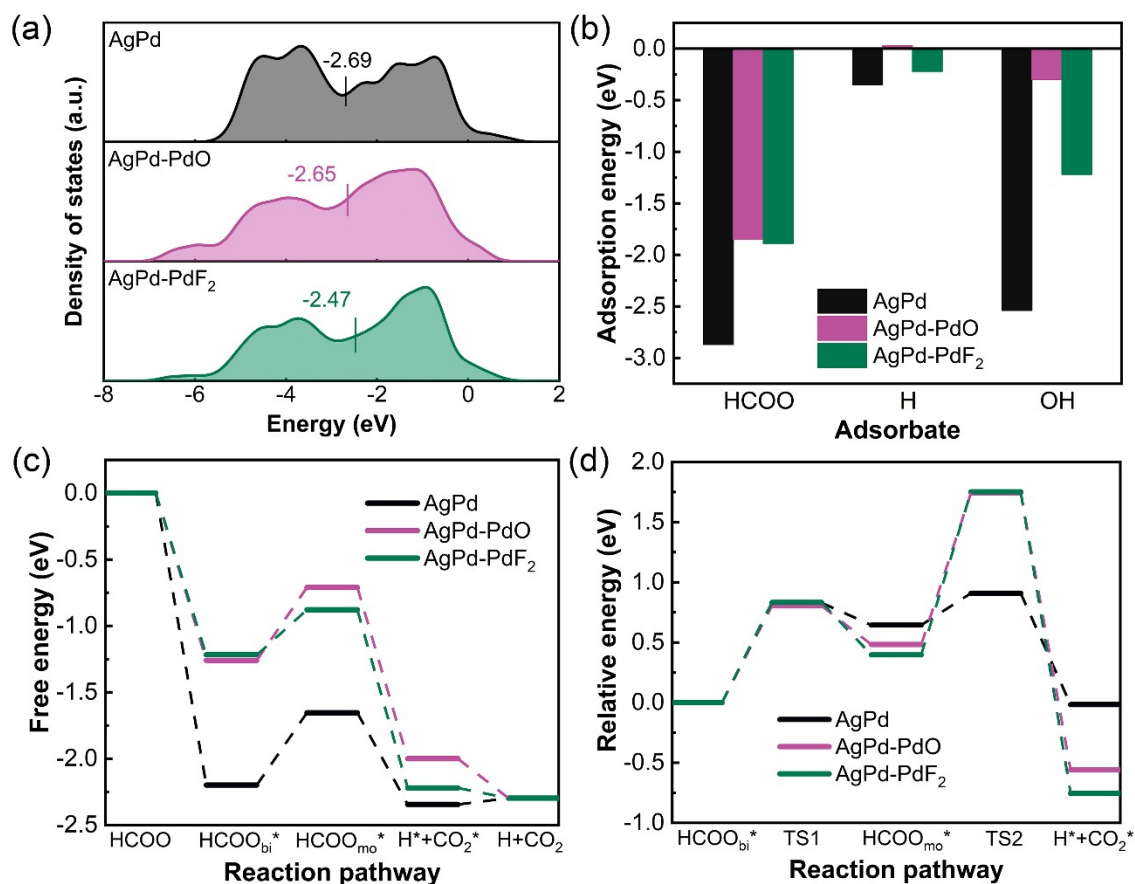 (a)
AgPd
-2.69
AgPd-PdO
-2.65
AgPd-PdF₂
-2.47
Density of states (a.u.)
-8 -6 -4 -2 0 2
Energy (eV)
(b)
0.0
-0.5
-1.0
-1.5
-2.0
-2.5
-3.0
Adsorption energy (eV)
AgPd
AgPd-PdO
AgPd-PdF₂
HCOO H OH
Adsorbate
(c)
0.0
-0.5
-1.0
-1.5
-2.0
-2.5
Free energy (eV)
AgPd
AgPd-PdO
AgPd-PdF₂
HCOO HCOObi* HCOOmo* H*+CO₂* H+CO₂
Reaction pathway
(d)
2.0
1.5
1.0
0.5
0.0
-0.5
-1.0
Relative energy (eV)
AgPd
AgPd-PdO
AgPd-PdF₂
HCOObi* TS1 HCOOmo* TS2 H*+CO₂*
Reaction pathway